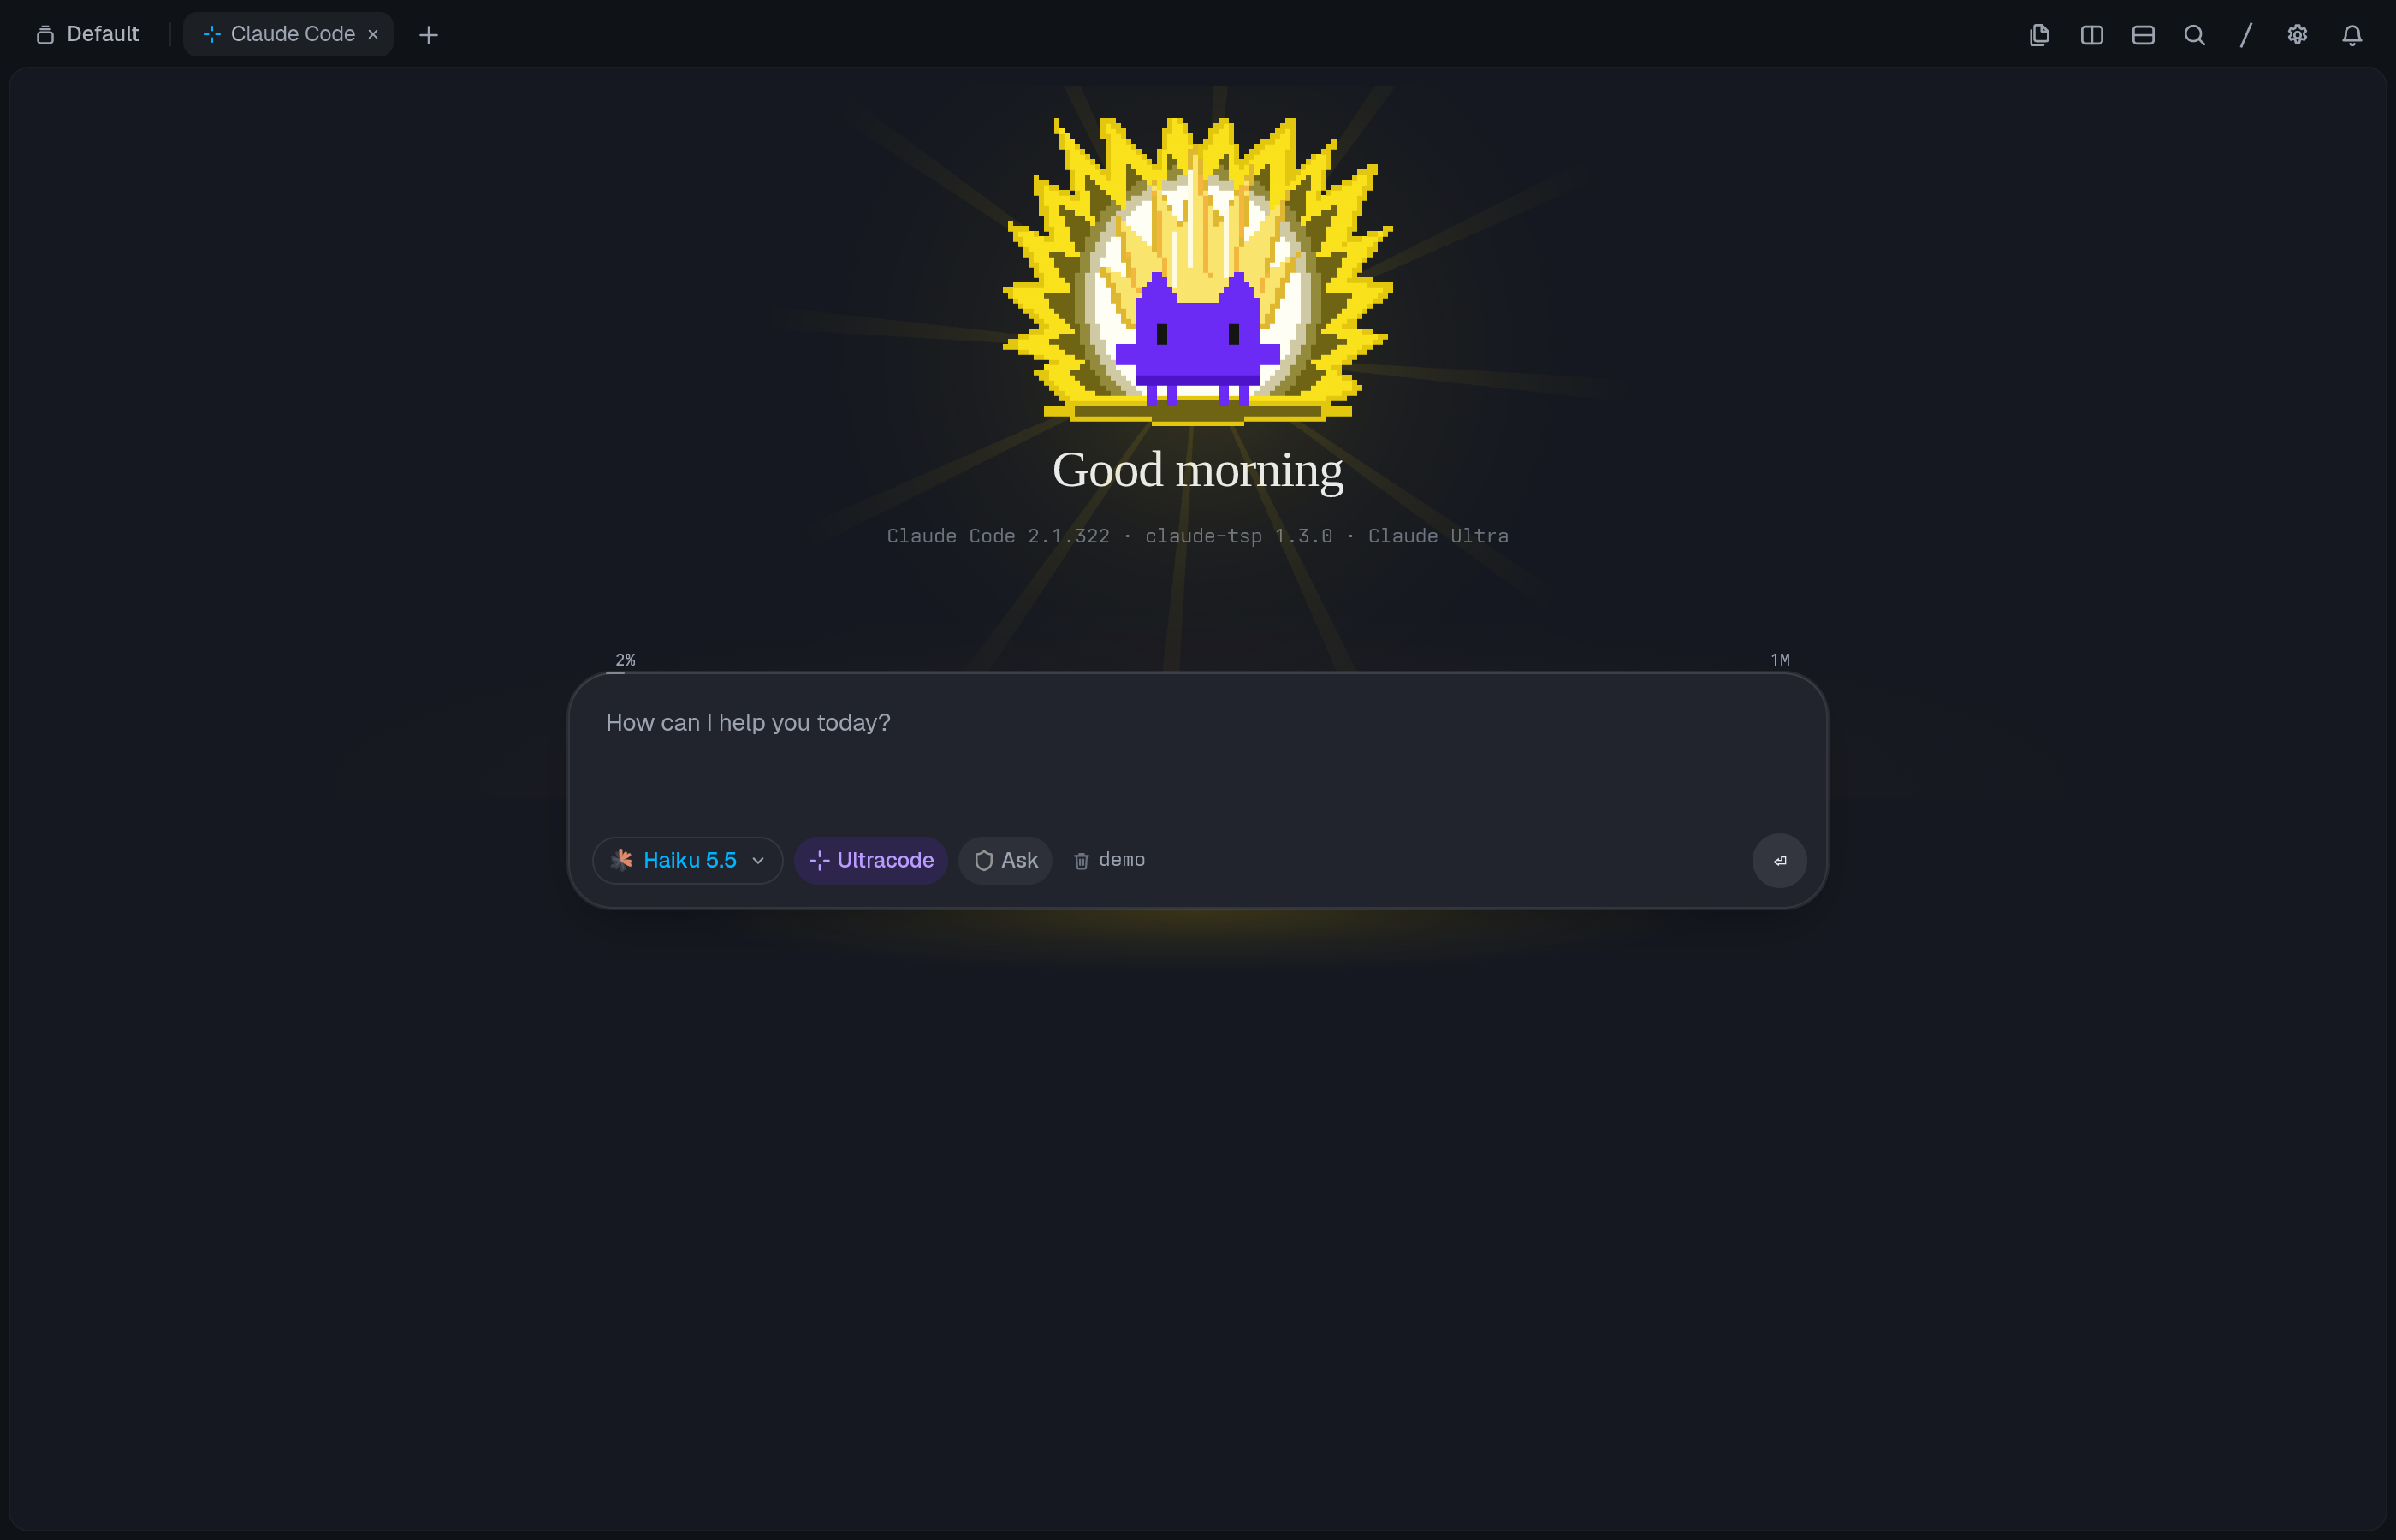 Default
Claude Code
Good morning
Claude Code 2.1.322 · claude-tsp 1.3.0 · Claude Ultra
2%
1M
How can I help you today?
Haiku 5.5
Ultracode
Ask
demo